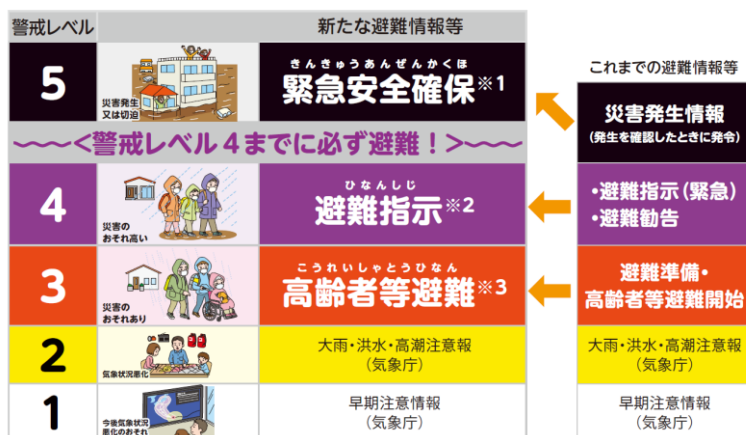 警戒レベル
新たな避難情報等
5
災害発生
又は切迫
きんきゅうあんぜんかくほ
緊急安全確保※1
これまでの避難情報等
災害発生情報
(発生を確認したときに発令)
〜〜〜<警戒レベル4までに必ず避難!>〜〜〜
4
災害の
おそれ高い
ひなんしじ
避難指示※2
・避難指示(緊急)
・避難勧告
3
災害の
おそれあり
こうれいしゃとうひなん
高齢者等避難※3
避難準備・
高齢者等避難開始
2
気象状況悪化
大雨・洪水・高潮注意報
(気象庁)
大雨・洪水・高潮注意報
(気象庁)
1
今後気象状況
悪化のおそれ
早期注意情報
(気象庁)
早期注意情報
(気象庁)